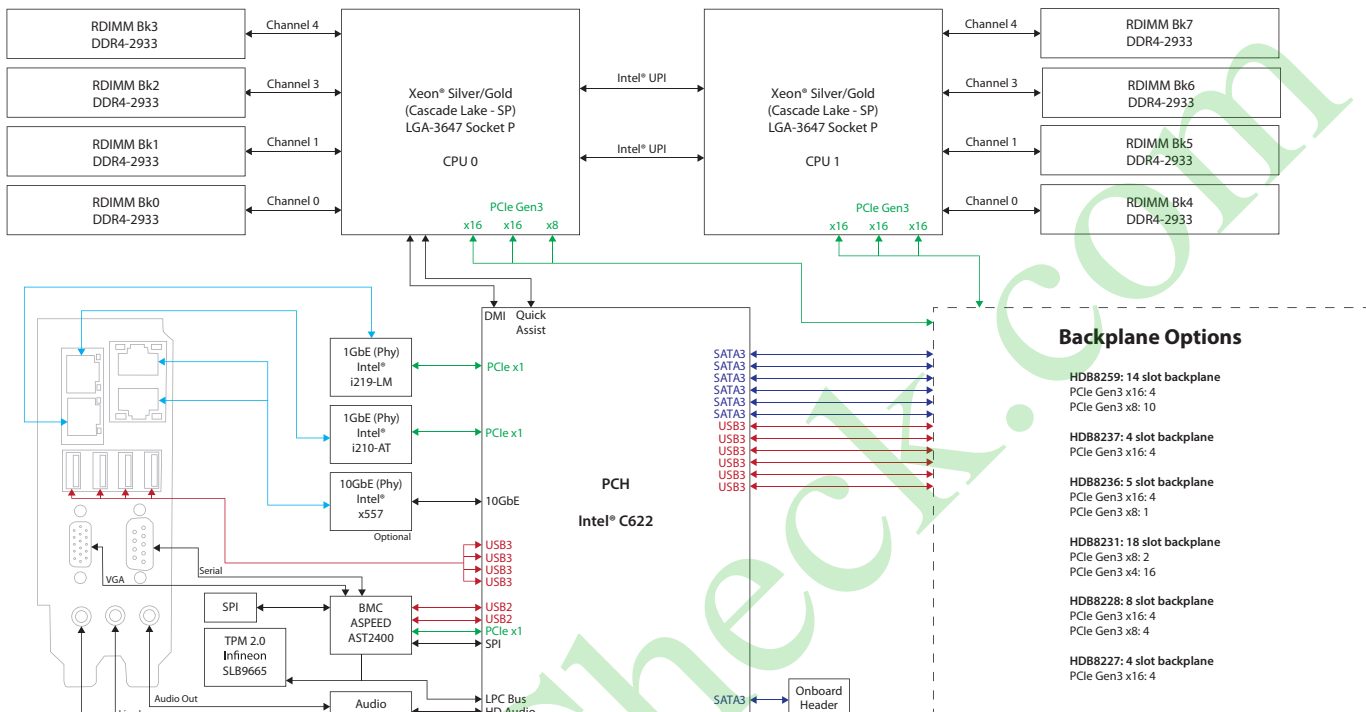 RDIMM Bk3
DDR4-2933
RDIMM Bk2
DDR4-2933
RDIMM Bk1
DDR4-2933
RDIMM Bk0
DDR4-2933
Channel 4
Channel 3
Channel 1
Channel 0
Xeon® Silver/Gold
(Cascade Lake - SP)
LGA-3647 Socket P
CPU 0
PCIe Gen3
x16 x16 x8
Intel® UPI
Intel® UPI
Xeon® Silver/Gold
(Cascade Lake - SP)
LGA-3647 Socket P
CPU 1
PCIe Gen3
x16 x16 x16
Channel 4
Channel 3
Channel 1
Channel 0
RDIMM Bk7
DDR4-2933
RDIMM Bk6
DDR4-2933
RDIMM Bk5
DDR4-2933
RDIMM Bk4
DDR4-2933
DMI Quick
Assist
1GbE (Phy)
Intel®
i219-LM
PCIe x1
1GbE (Phy)
Intel®
i210-AT
PCIe x1
10GbE (Phy)
Intel®
x557
Optional
10GbE
PCH
Intel® C622
SATA3
SATA3
SATA3
SATA3
SATA3
SATA3
USB3
USB3
USB3
USB3
USB3
USB3
USB3
USB3
USB3
USB3
VGA
Serial
SPI
BMC
ASPEED
AST2400
USB2
USB2
PCIe x1
SPI
TPM 2.0
Infineon
SLB9665
LPC Bus
HD Audio
Audio Out
Audio
SATA3
Onboard
Header
Backplane Options
HDB8259: 14 slot backplane
PCIe Gen3 x16: 4
PCIe Gen3 x8: 10
HDB8237: 4 slot backplane
PCIe Gen3 x16: 4
HDB8236: 5 slot backplane
PCIe Gen3 x16: 4
PCIe Gen3 x8: 1
HDB8231: 18 slot backplane
PCIe Gen3 x8: 2
PCIe Gen3 x4: 16
HDB8228: 8 slot backplane
PCIe Gen3 x16: 4
PCIe Gen3 x8: 4
HDB8227: 4 slot backplane
PCIe Gen3 x16: 4
check.com